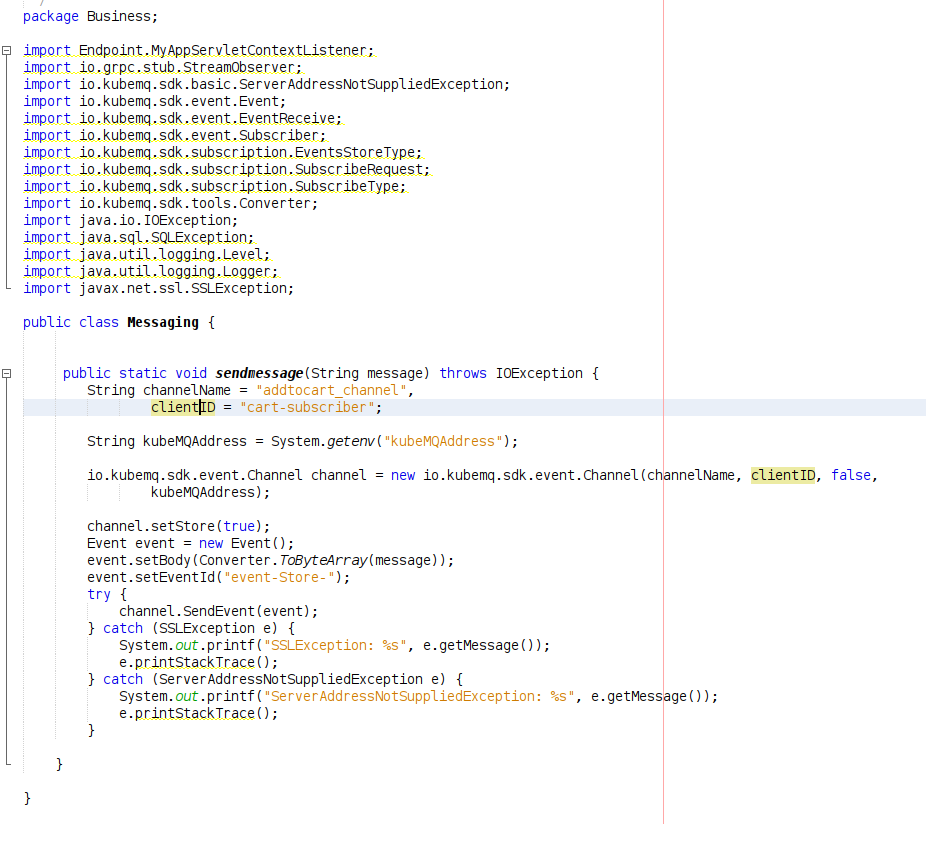 package Business;
import Endpoint.MyAppServletContextListener;
import io.grpc.stub.StreamObserver;
import io.kubemq.sdk.basic.ServerAddressNotSuppliedException;
import io.kubemq.sdk.event.Event;
import io.kubemq.sdk.event.EventReceive;
import io.kubemq.sdk.event.Subscriber;
import io.kubemq.sdk.subscription.EventsStoreType;
import io.kubemq.sdk.subscription.SubscribeRequest;
import io.kubemq.sdk.subscription.SubscribeType;
import io.kubemq.sdk.tools.Converter;
import java.io.IOException;
import java.sql.SQLException;
import java.util.logging.Level;
import java.util.logging.Logger;
import javax.net.ssl.SSLException;
public class Messaging {
public static void sendmessage(String message) throws IOException {
String channelName = "addtocart_channel",
clientID = "cart-subscriber";
String kubeMQAddress = System.getenv("kubeMQAddress");
io.kubemq.sdk.event.Channel channel = new io.kubemq.sdk.event.Channel(channelName, clientID, false,
kubeMQAddress);
channel.setStore(true);
Event event = new Event();
event.setBody(Converter.ToByteArray(message));
event.setEventId("event-Store-");
try {
channel.SendEvent(event);
} catch (SSLException e) {
System.out.printf("SSLException: %s", e.getMessage());
e.printStackTrace();
} catch (ServerAddressNotSuppliedException e) {
System.out.printf("ServerAddressNotSuppliedException: %s", e.getMessage());
e.printStackTrace();
}
}
}